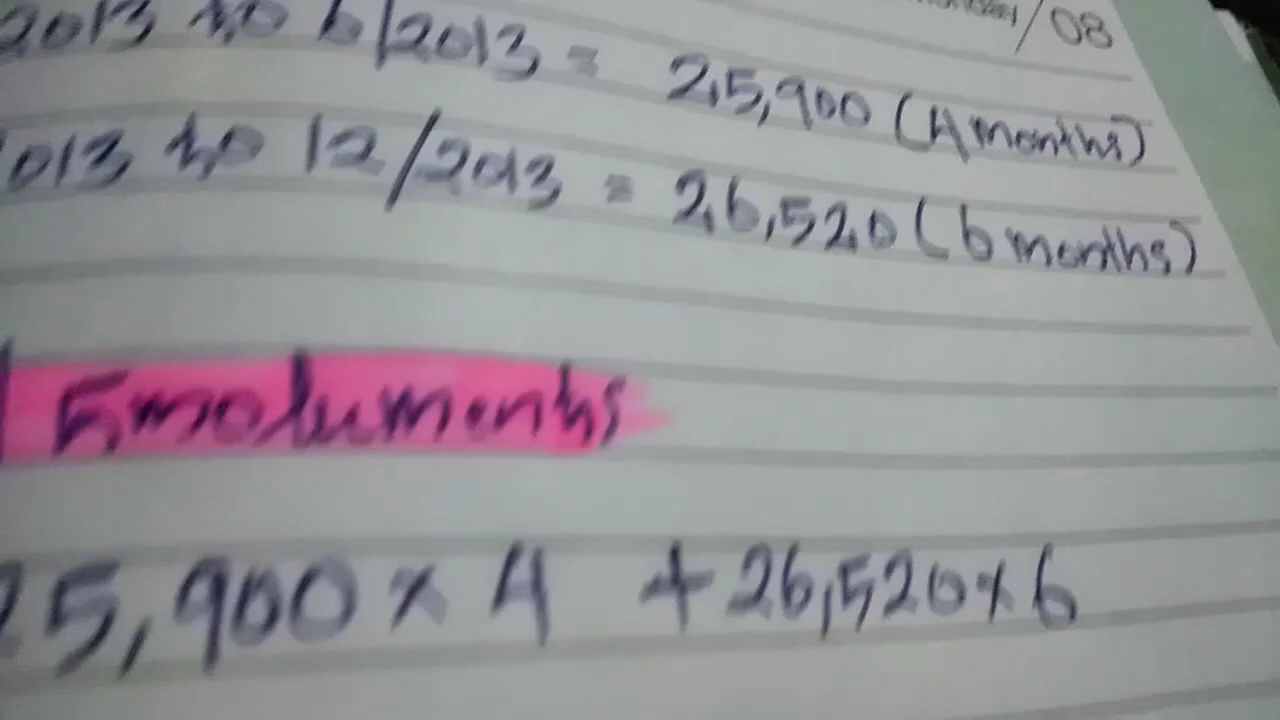 /08
2013 to 6/2013 = 25,900 (4 months)
013 to 12/2013 = 26,520 (6 months)
Emoluments
25,900 x 4 + 26,520 x 6